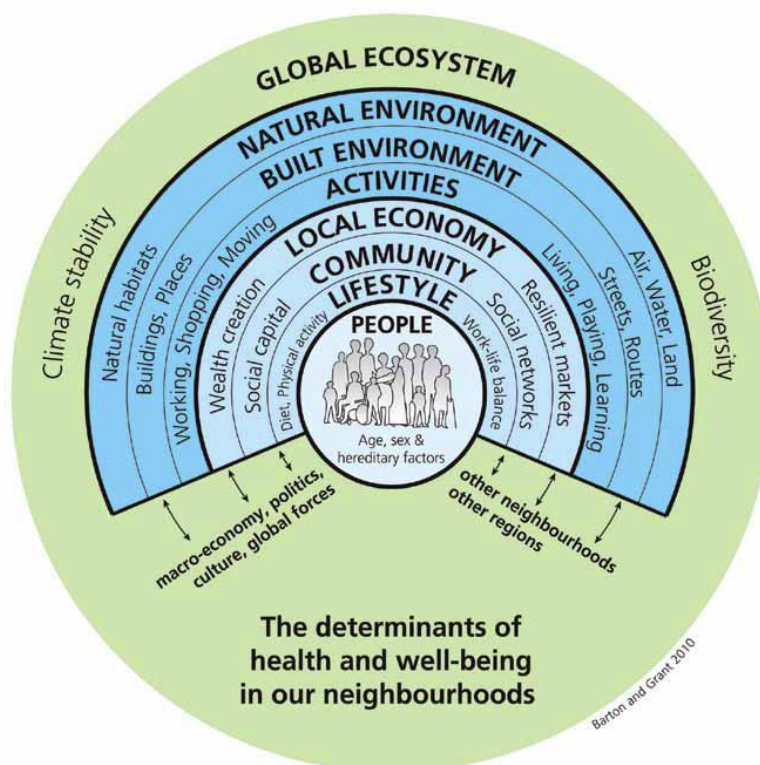 GLOBAL ECOSYSTEM
NATURAL ENVIRONMENT
BUILT ENVIRONMENT
ACTIVITIES
LOCAL ECONOMY
COMMUNITY
LIFESTYLE
PEOPLE
Age, sex &
hereditary factors
Climate stability
Natural habitats
Buildings, Places
Working, Shopping, Moving
Wealth creation
Social capital
Diet, Physical activity
Work-life balance
Social networks
Resilient markets
Living, Playing, Learning
Streets, Routes
Air, Water, Land
Biodiversity
macro-economy, politics,
culture, global forces
other neighbourhoods
other regions
The determinants of
health and well-being
in our neighbourhoods
Barton and Grant 2010